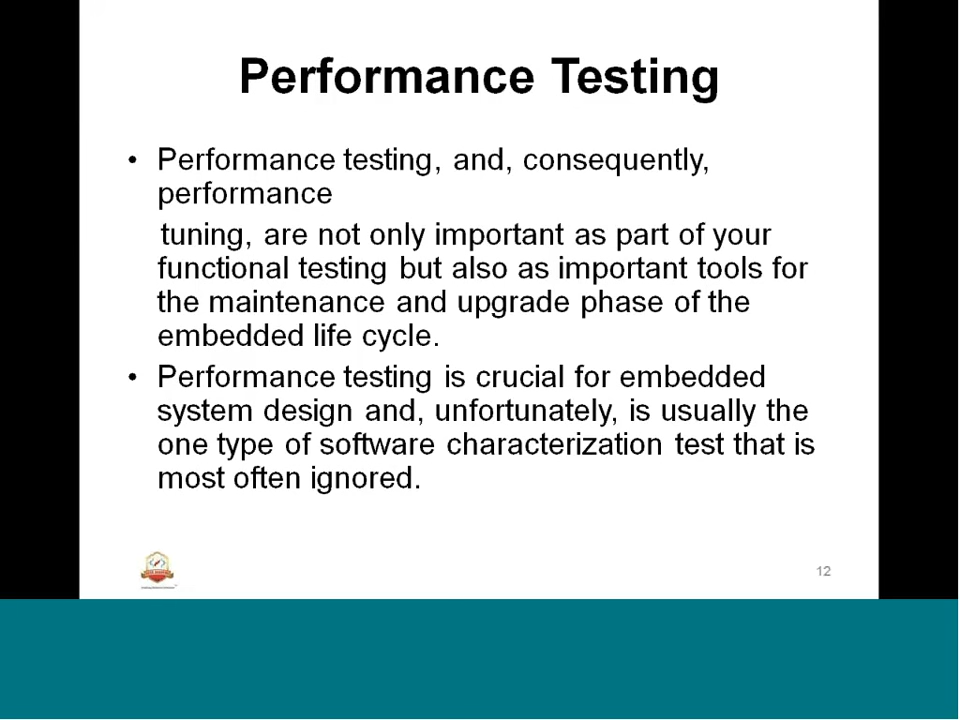 Performance Testing
• Performance testing, and, consequently,
performance
tuning, are not only important as part of your
functional testing but also as important tools for
the maintenance and upgrade phase of the
embedded life cycle.
• Performance testing is crucial for embedded
system design and, unfortunately, is usually the
one type of software characterization test that is
most often ignored.
12